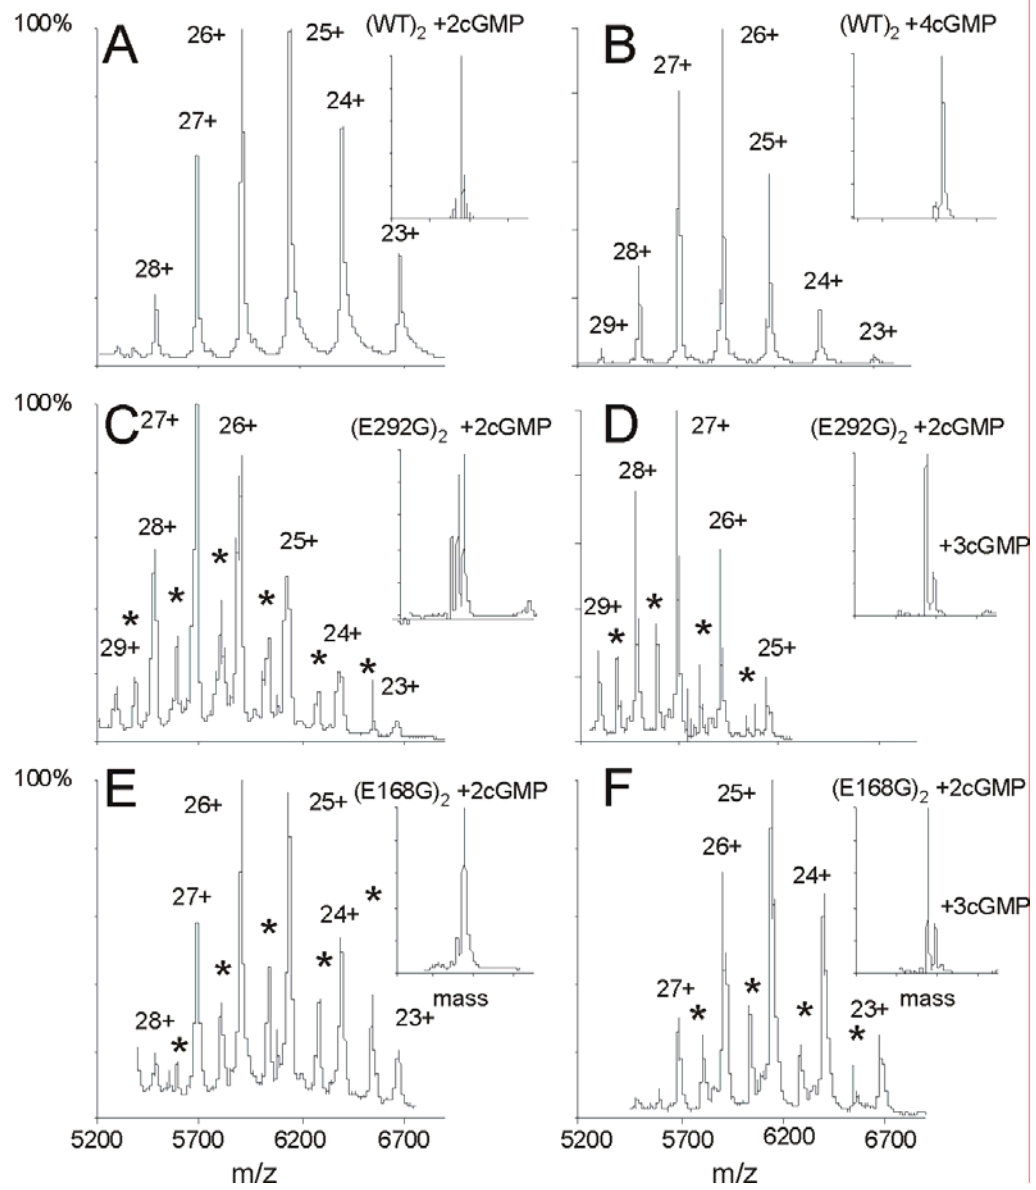 100%
A
26+
25+
(WT)2 +2cGMP
27+
24+
28+
23+
B
(WT)2 +4cGMP
26+
27+
25+
28+
24+
29+
23+
100%
C
27+
26+
(E292G)2 +2cGMP
28+
*
25+
*
*
*
29+
24+
*
*
23+
D
27+
(E292G)2 +2cGMP
28+
26+
+3cGMP
29+
*
*
*
25+
*
100%
E
26+
25+
(E168G)2 +2cGMP
27+
*
24+
*
*
*
mass
28+
*
23+
F
25+
(E168G)2 +2cGMP
26+
24+
+3cGMP
mass
27+
*
*
*
23+
*
5200 5700 6200 6700
m/z
5200 5700 6200 6700
m/z